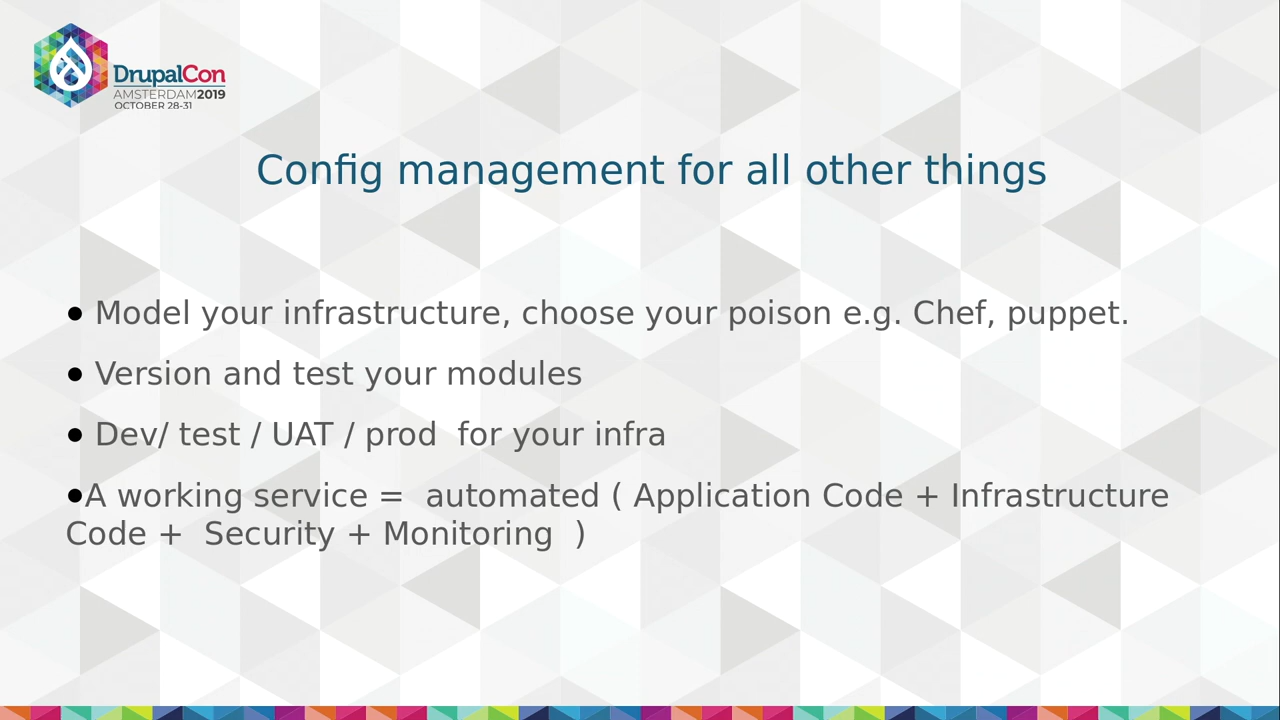 DrupalCon
AMSTERDAM2019
OCTOBER 28-31
Config management for all other things
● Model your infrastructure, choose your poison e.g. Chef, puppet.
● Version and test your modules
● Dev/ test / UAT / prod  for your infra
●A working service =  automated ( Application Code + Infrastructure
Code +  Security + Monitoring  )